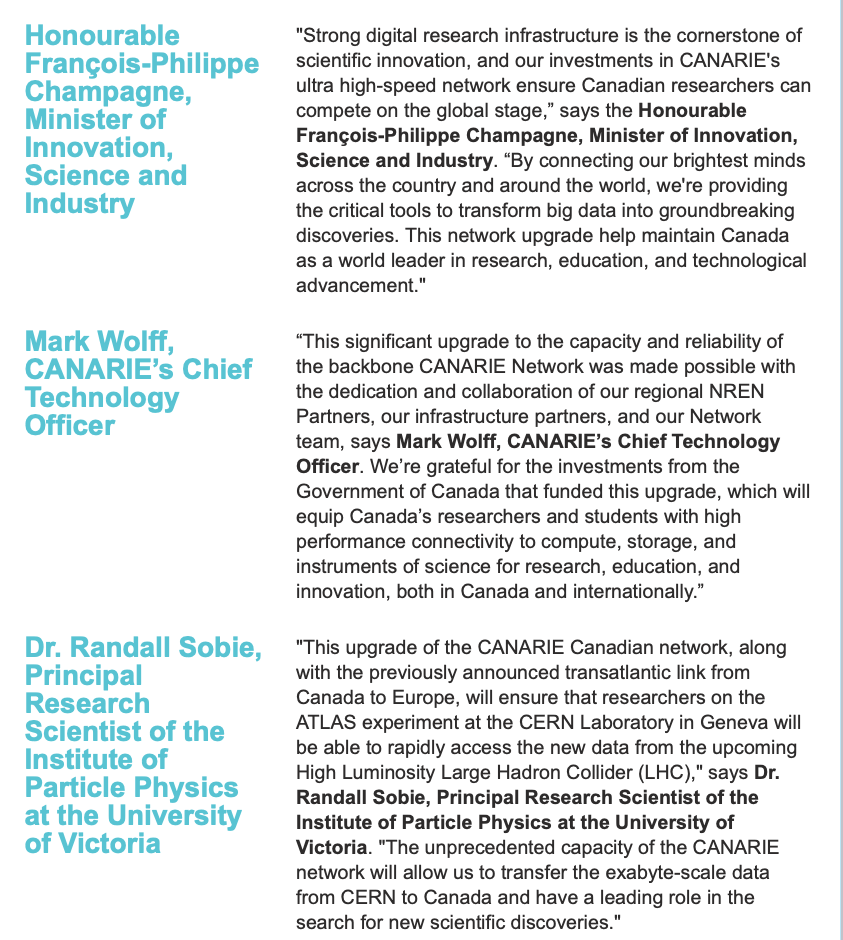 Honourable
François-Philippe
Champagne,
Minister of
Innovation,
Science and
Industry
"Strong digital research infrastructure is the cornerstone of
scientific innovation, and our investments in CANARIE's
ultra high-speed network ensure Canadian researchers can
compete on the global stage,” says the Honourable
François-Philippe Champagne, Minister of Innovation,
Science and Industry. “By connecting our brightest minds
across the country and around the world, we're providing
the critical tools to transform big data into groundbreaking
discoveries. This network upgrade help maintain Canada
as a world leader in research, education, and technological
advancement."
Mark Wolff,
CANARIE’s Chief
Technology
Officer
“This significant upgrade to the capacity and reliability of
the backbone CANARIE Network was made possible with
the dedication and collaboration of our regional NREN
Partners, our infrastructure partners, and our Network
team, says Mark Wolff, CANARIE’s Chief Technology
Officer. We’re grateful for the investments from the
Government of Canada that funded this upgrade, which will
equip Canada’s researchers and students with high
performance connectivity to compute, storage, and
instruments of science for research, education, and
innovation, both in Canada and internationally.”
Dr. Randall Sobie,
Principal
Research
Scientist of the
Institute of
Particle Physics
at the University
of Victoria
"This upgrade of the CANARIE Canadian network, along
with the previously announced transatlantic link from
Canada to Europe, will ensure that researchers on the
ATLAS experiment at the CERN Laboratory in Geneva will
be able to rapidly access the new data from the upcoming
High Luminosity Large Hadron Collider (LHC)," says Dr.
Randall Sobie, Principal Research Scientist of the
Institute of Particle Physics at the University of
Victoria. "The unprecedented capacity of the CANARIE
network will allow us to transfer the exabyte-scale data
from CERN to Canada and have a leading role in the
search for new scientific discoveries."